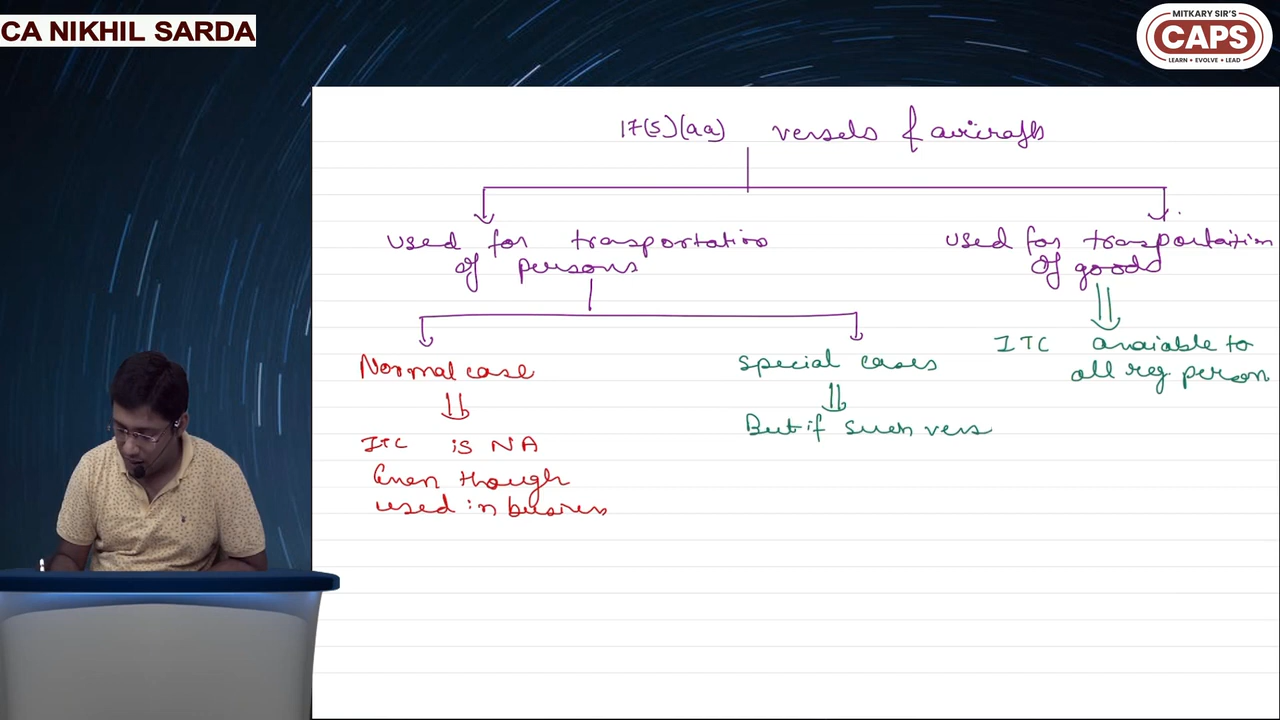 CA NIKHIL SARDA
MITKARY SIR'S
CAPS
LEARN • EVOLVE • LEAD
17(5)(aa) vessels & aircrafts
used for transportation
of persons
used for transportation
of goods
Normal case
ITC is NA
Even though
used in business
special cases
But if such vess
ITC available to
all reg person